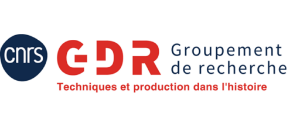 cnrs
GDR
Groupement
de recherche
Techniques et production dans l'histoire